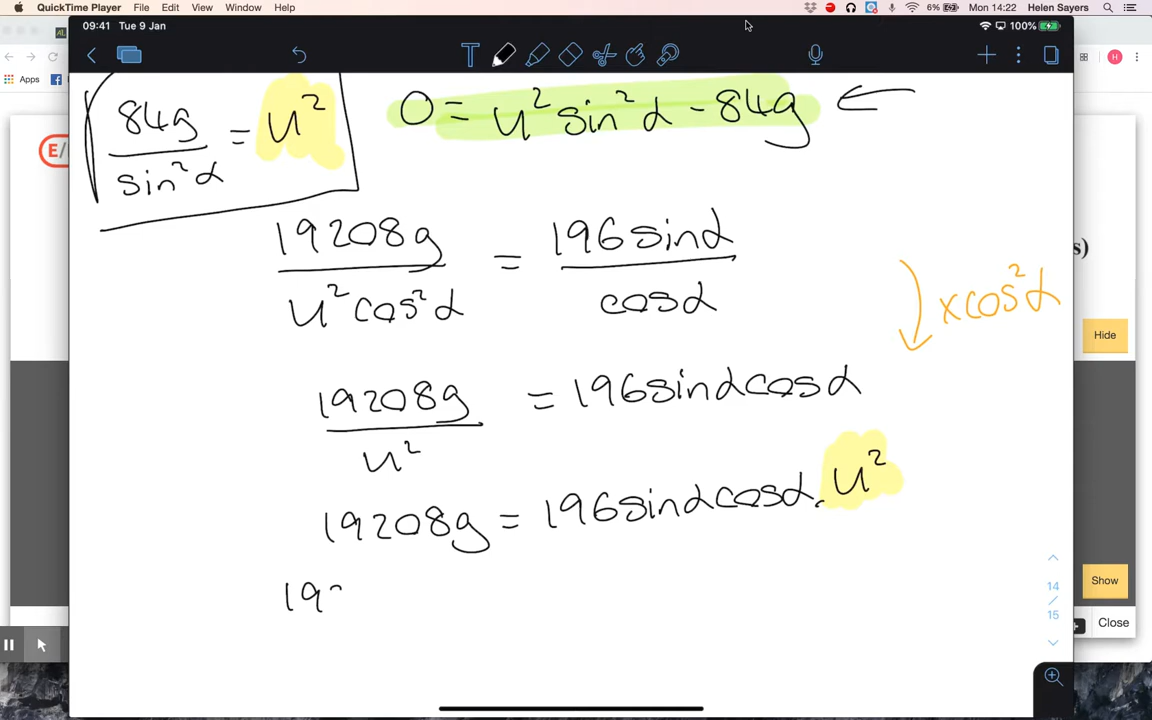 QuickTime Player File Edit View Window Help 6% Mon 14:22 Helen Sayers
09:41 Tue 9 Jan 100%
Apps
H
84g/sin²α = u² 0 = u²sin²α - 84g ←
19208g/u²cos²α = 196sinα/cosα
×cos²α
19208g/u² = 196sinαcosα
19208g = 196sinαcosα.u²
19
E/
s)
Hide
Show
Close
14
/
15